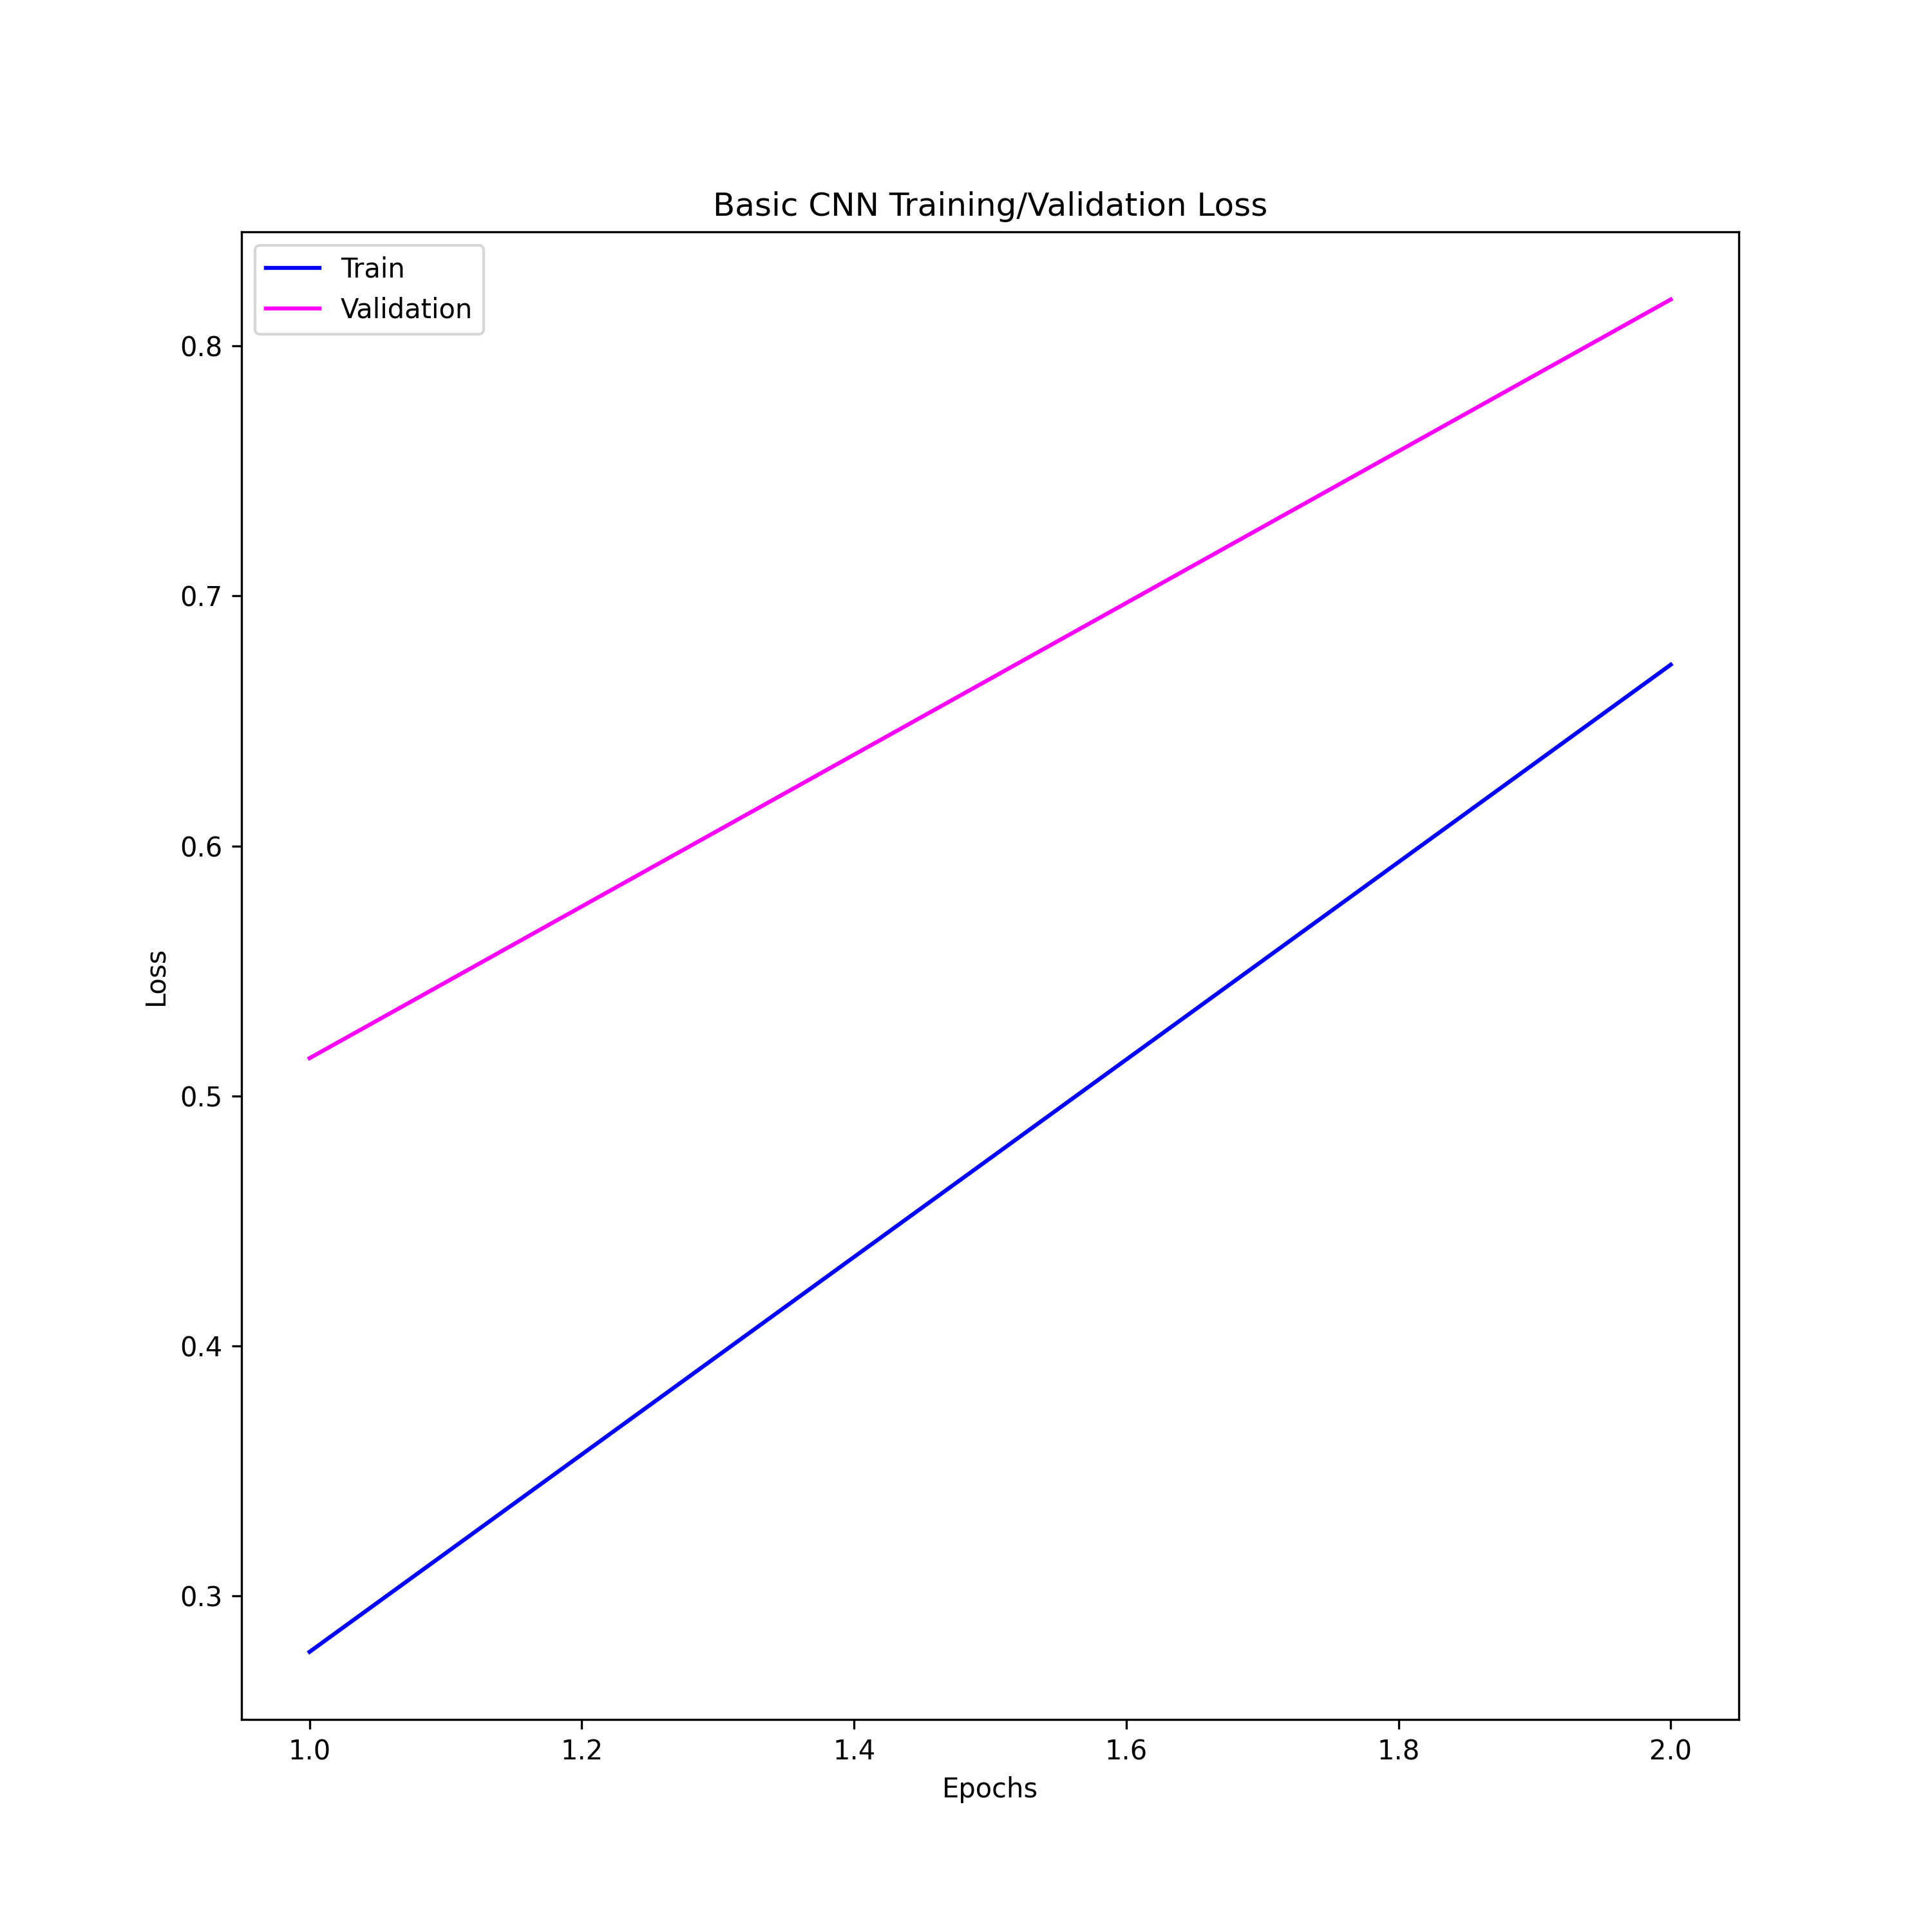 Basic CNN Training/Validation Loss
Train
Validation
0.8
0.7
0.6
0.5
0.4
0.3
Loss
1.0 1.2 1.4 1.6 1.8 2.0
Epochs